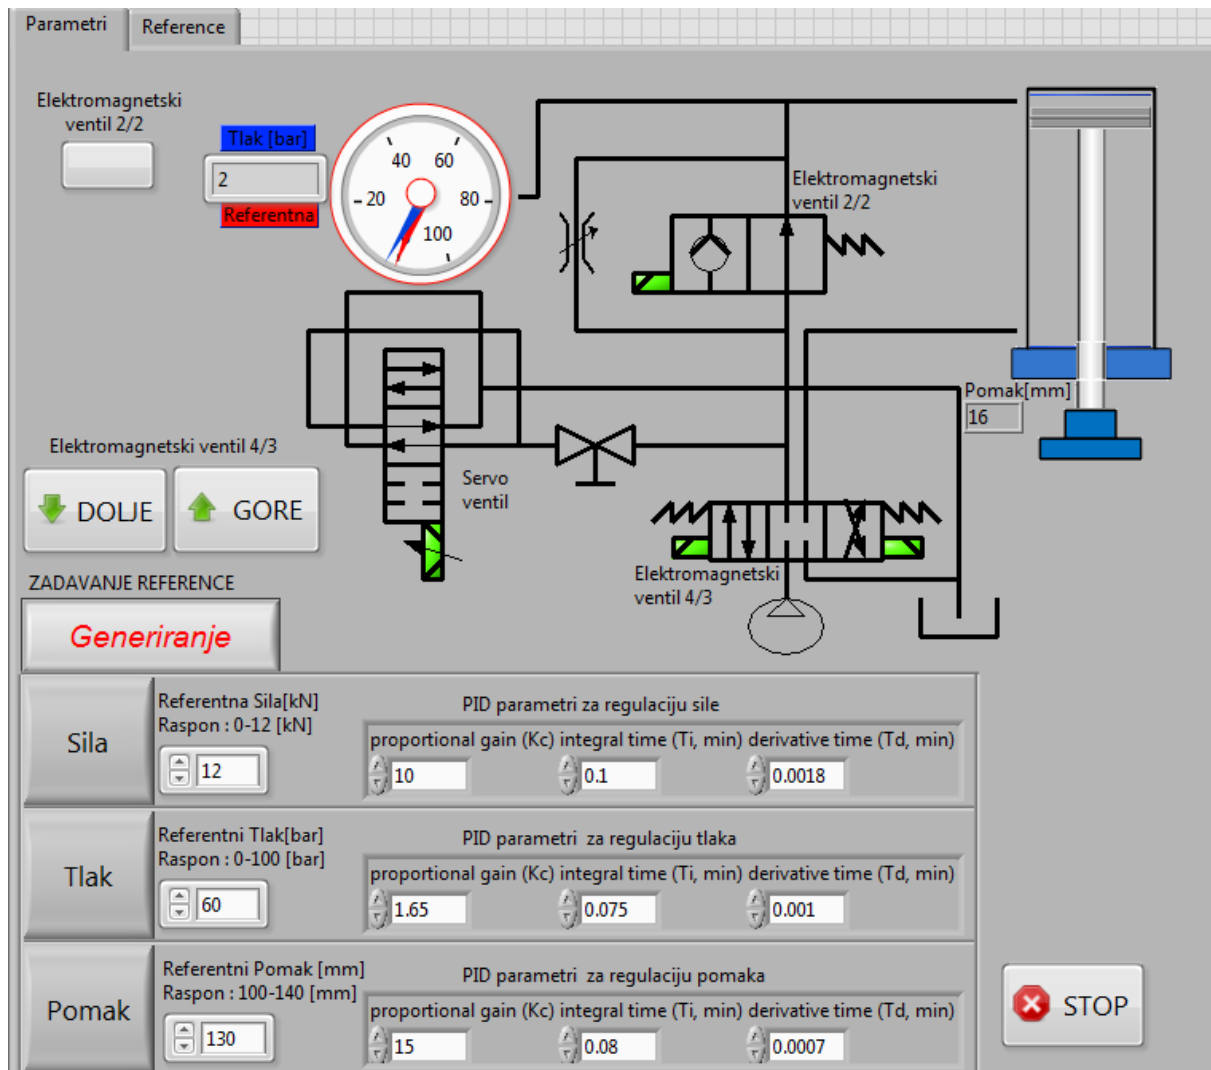 Parametri
Reference
Elektromagnetski
ventil 2/2
Tlak [bar]
2
Referentna
40
60
20
80
100
Elektromagnetski
ventil 2/2
Pomak[mm]
16
Servo
ventil
Elektromagnetski ventil 4/3
DOLJE
GORE
Elektromagnetski
ventil 4/3
ZADAVANJE REFERENCE
Generiranje
Sila
Referentna Sila[kN]
Raspon : 0-12 [kN]
12
PID parametri za regulaciju sile
proportional gain (Kc) integral time (Ti, min) derivative time (Td, min)
10
0.1
0.0018
Tlak
Referentni Tlak[bar]
Raspon : 0-100 [bar]
60
PID parametri za regulaciju tlaka
proportional gain (Kc) integral time (Ti, min) derivative time (Td, min)
1.65
0.075
0.001
Pomak
Referentni Pomak [mm]
Raspon : 100-140 [mm]
130
PID parametri za regulaciju pomaka
proportional gain (Kc) integral time (Ti, min) derivative time (Td, min)
15
0.08
0.0007
STOP